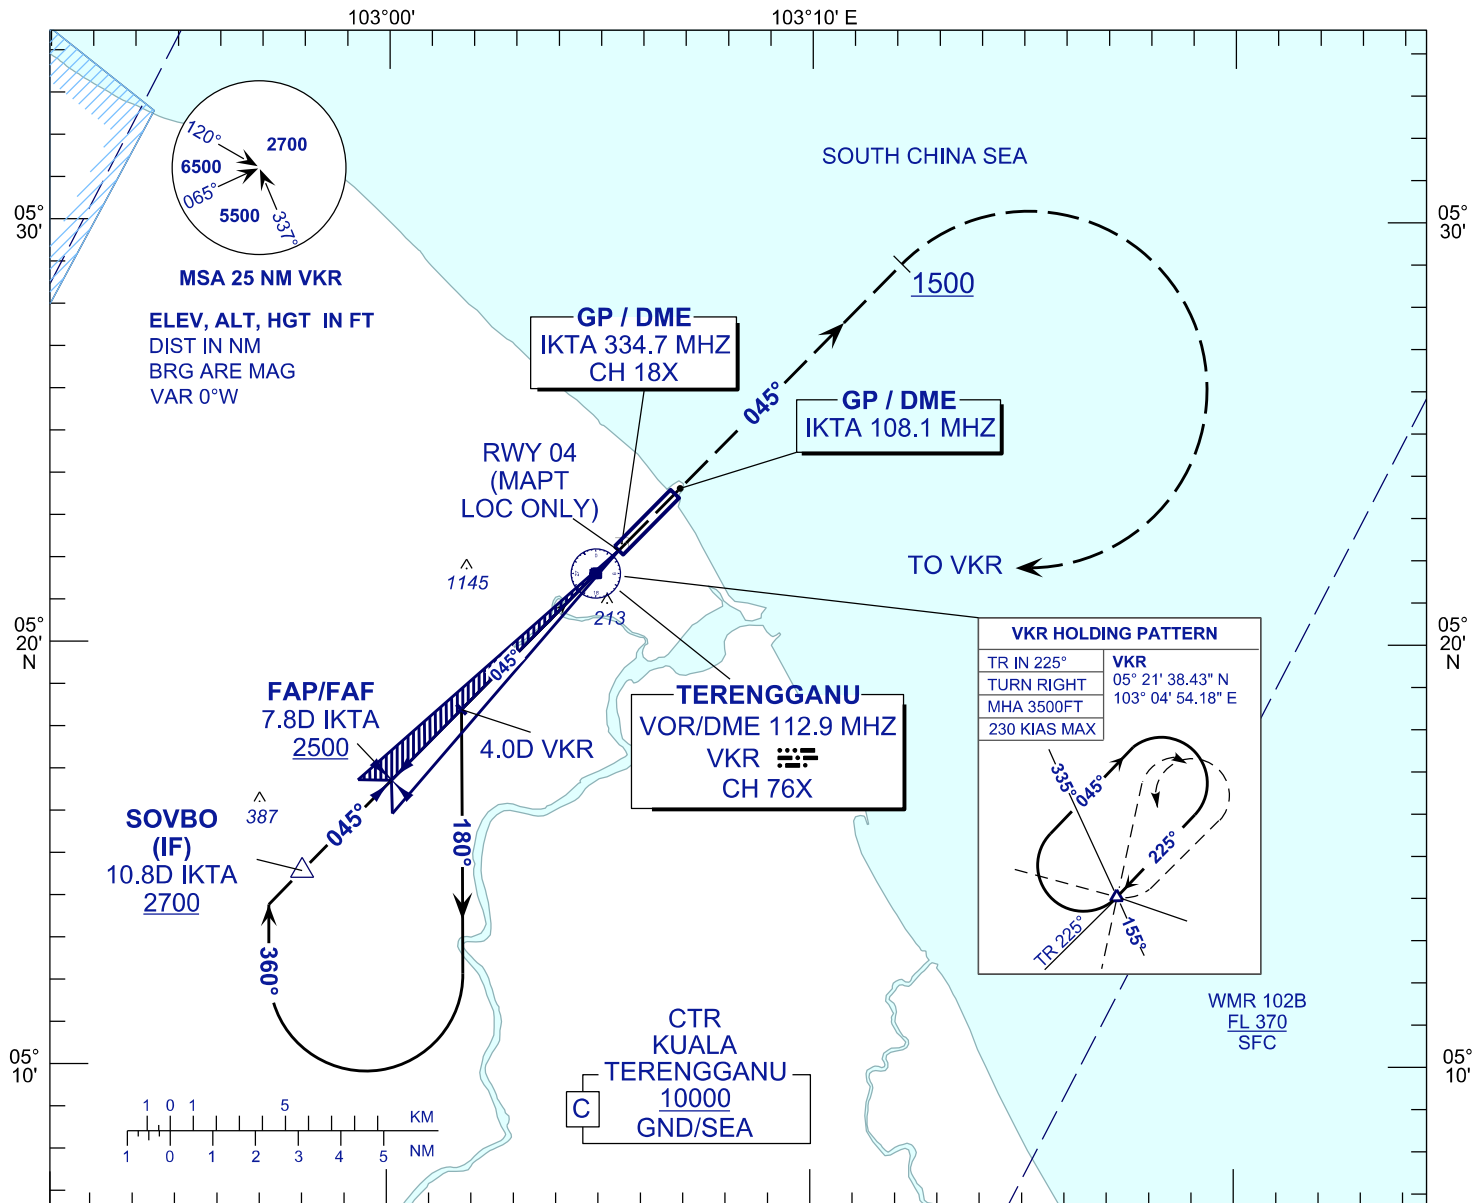 103°00'
103°10' E
120°
2700
6500
065°
5500
337°
MSA 25 NM VKR
ELEV, ALT, HGT IN FT
DIST IN NM
BRG ARE MAG
VAR 0°W
SOUTH CHINA SEA
05°
30'
05°
30'
1500
GP / DME
IKTA 334.7 MHZ
CH 18X
045°
GP / DME
IKTA 108.1 MHZ
RWY 04
(MAPT
LOC ONLY)
1145
213
TO VKR
05°
20'
N
05°
20'
N
045°
FAP/FAF
7.8D IKTA
2500
4.0D VKR
TERENGGANU
VOR/DME 112.9 MHZ
VKR
CH 76X
VKR HOLDING PATTERN
TR IN 225°
TURN RIGHT
MHA 3500FT
230 KIAS MAX
VKR
05° 21' 38.43" N
103° 04' 54.18" E
335°
045°
225°
TR 225°
155°
387
SOVBO
(IF)
10.8D IKTA
2700
045°
180°
360°
WMR 102B
FL 370
SFC
CTR
KUALA
TERENGGANU
10000
GND/SEA
C
05°
10'
05°
10'
1 0 1 5 KM
1 0 1 2 3 4 5 NM